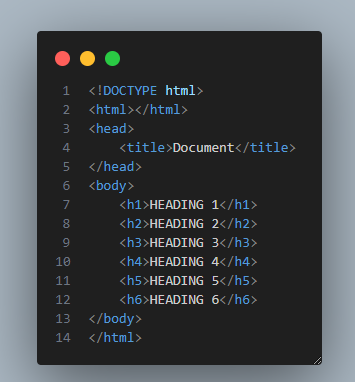 1 <!DOCTYPE html>
2 <html></html>
3 <head>
4     <title>Document</title>
5 </head>
6 <body>
7     <h1>HEADING 1</h1>
8     <h2>HEADING 2</h2>
9     <h3>HEADING 3</h3>
10     <h4>HEADING 4</h4>
11     <h5>HEADING 5</h5>
12     <h6>HEADING 6</h6>
13 </body>
14 </html>